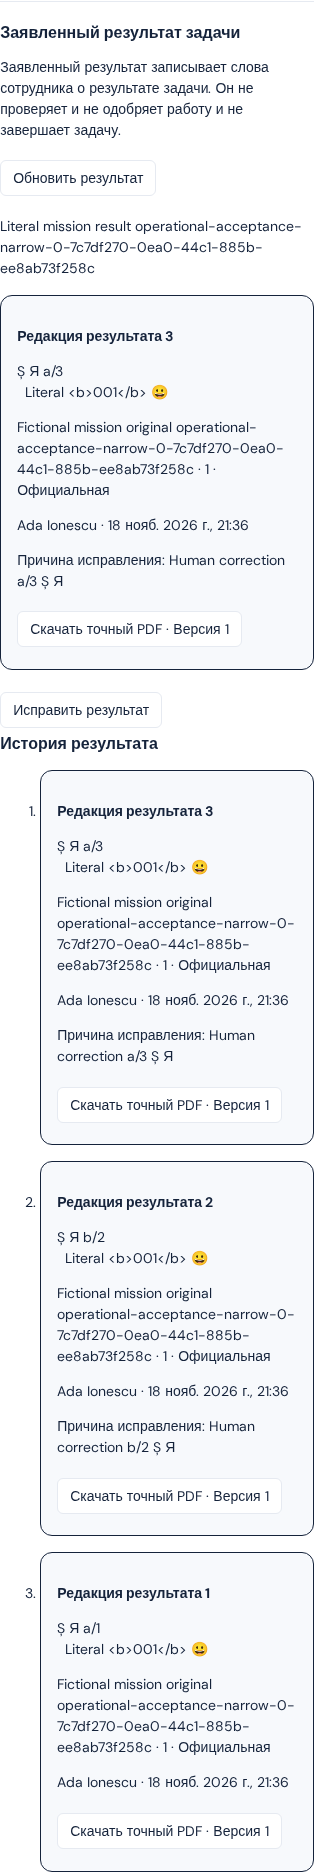 Заявленный результат задачи
Заявленный результат записывает слова
сотрудника о результате задачи. Он не
проверяет и не одобряет работу и не
завершает задачу.
Обновить результат
Literal mission result operational-acceptance-
narrow-0-7c7df270-0ea0-44c1-885b-
ee8ab73f258c
Редакция результата 3
Ș Я a/3
Literal <b>001</b> 😀
Fictional mission original operational-
acceptance-narrow-0-7c7df270-0ea0-
44c1-885b-ee8ab73f258c · 1 ·
Официальная
Ada Ionescu · 18 нояб. 2026 г., 21:36
Причина исправления: Human correction
a/3 Ș Я
Скачать точный PDF · Версия 1
Исправить результат
История результата
1.
Редакция результата 3
Ș Я a/3
Literal <b>001</b> 😀
Fictional mission original
operational-acceptance-narrow-0-
7c7df270-0ea0-44c1-885b-
ee8ab73f258c · 1 · Официальная
Ada Ionescu · 18 нояб. 2026 г., 21:36
Причина исправления: Human
correction a/3 Ș Я
Скачать точный PDF · Версия 1
2.
Редакция результата 2
Ș Я b/2
Literal <b>001</b> 😀
Fictional mission original
operational-acceptance-narrow-0-
7c7df270-0ea0-44c1-885b-
ee8ab73f258c · 1 · Официальная
Ada Ionescu · 18 нояб. 2026 г., 21:36
Причина исправления: Human
correction b/2 Ș Я
Скачать точный PDF · Версия 1
3.
Редакция результата 1
Ș Я a/1
Literal <b>001</b> 😀
Fictional mission original
operational-acceptance-narrow-0-
7c7df270-0ea0-44c1-885b-
ee8ab73f258c · 1 · Официальная
Ada Ionescu · 18 нояб. 2026 г., 21:36
Скачать точный PDF · Версия 1